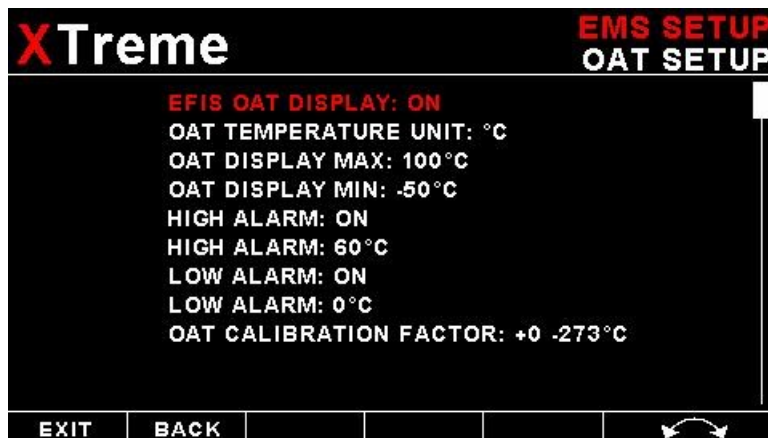 XTreme
EMS SETUP
OAT SETUP
EFIS OAT DISPLAY: ON
OAT TEMPERATURE UNIT: °C
OAT DISPLAY MAX: 100°C
OAT DISPLAY MIN: -50°C
HIGH ALARM: ON
HIGH ALARM: 60°C
LOW ALARM: ON
LOW ALARM: 0°C
OAT CALIBRATION FACTOR: +0 -273°C
EXIT BACK